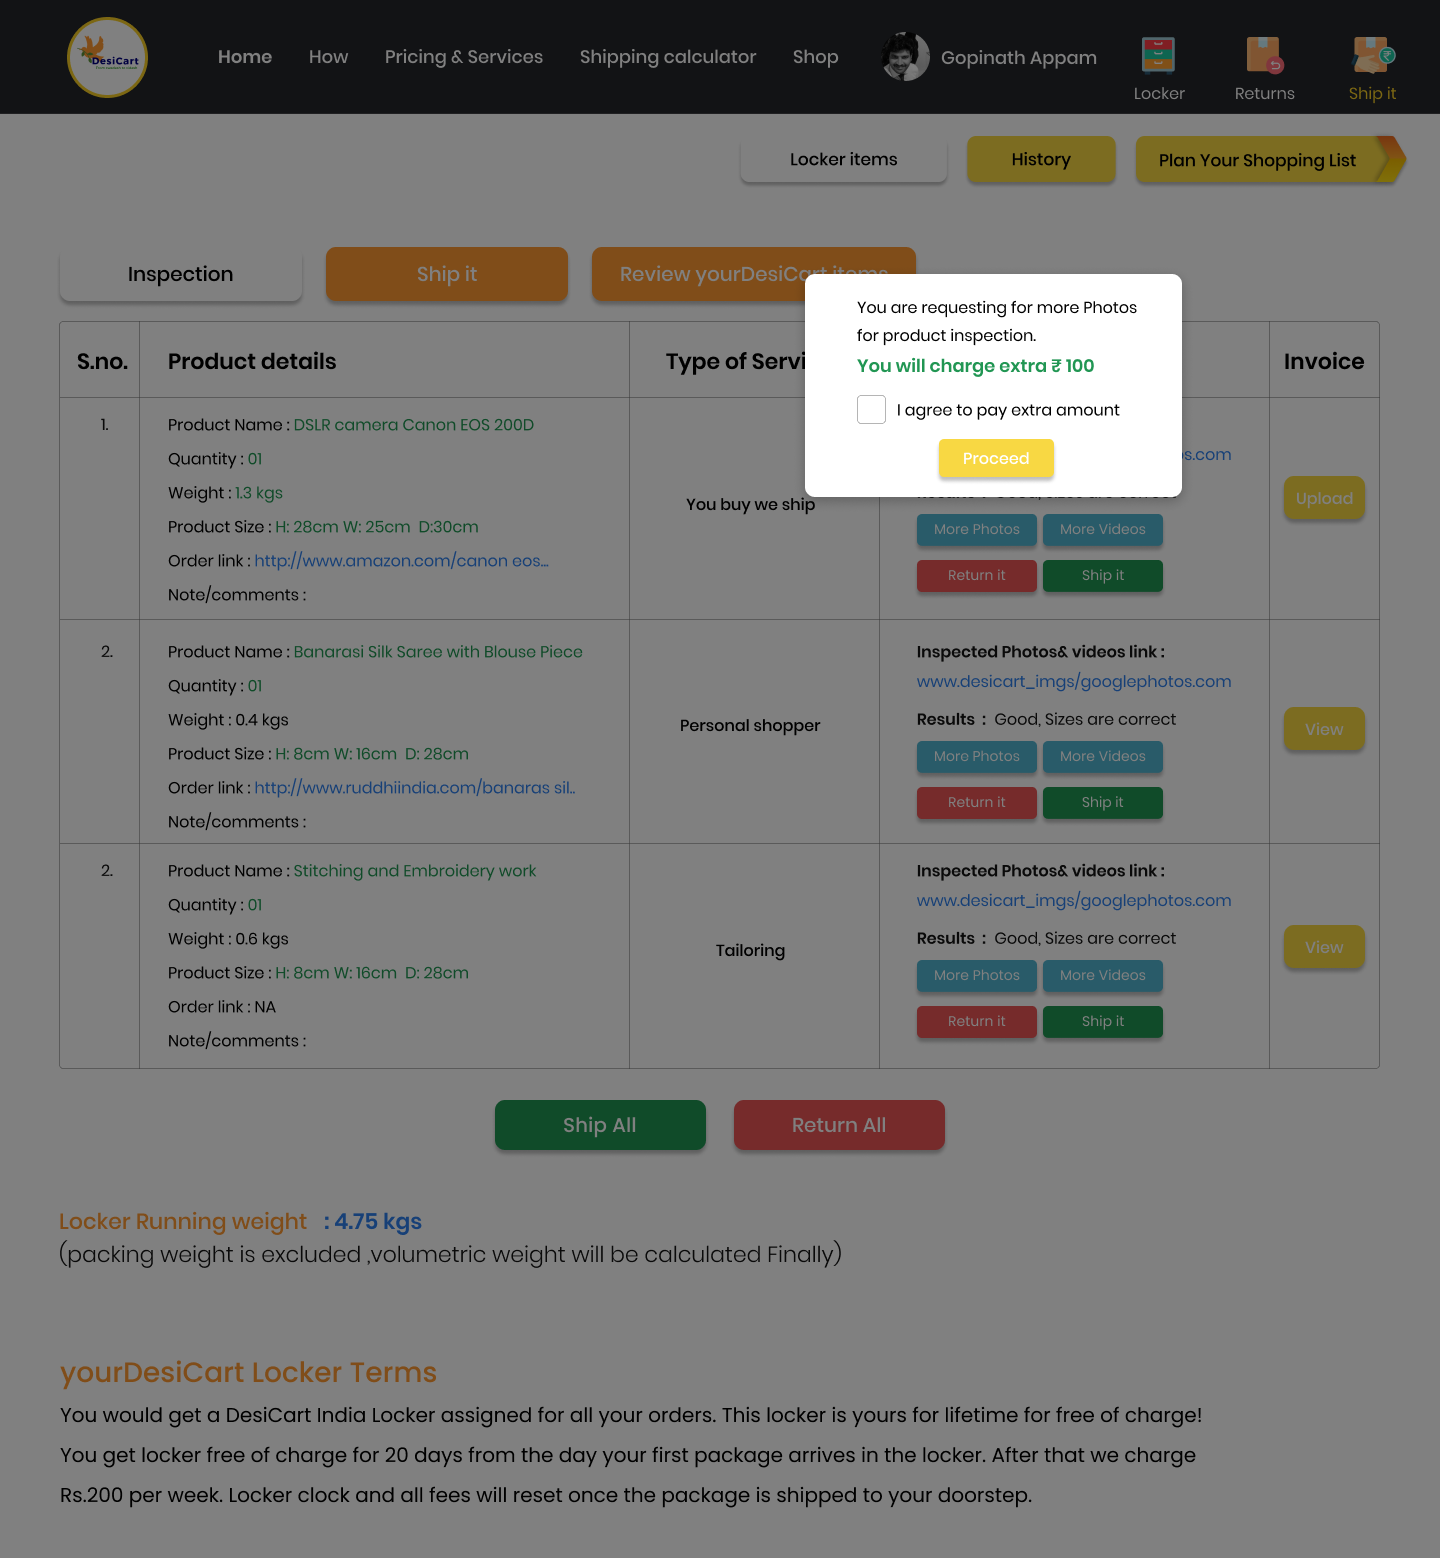 DesiCart
Home
How
Pricing & Services
Shipping calculator
Shop
Gopinath Appam
Locker
Returns
Ship it
Locker items
History
Plan Your Shopping List
Inspection
Ship it
Review yourDesiCart items
You are requesting for more Photos
for product inspection.
You will charge extra ₹ 100
I agree to pay extra amount
Proceed
S.no.
Product details
Type of Servi
Invoice
1.
Product Name : DSLR camera Canon EOS 200D
Quantity : 01
Weight : 1.3 kgs
Product Size : H: 28cm W: 25cm D:30cm
Order link : http://www.amazon.com/canon eos...
Note/comments :
You buy we ship
os.com
Results : Good, Sizes are correct
More Photos
More Videos
Return it
Ship it
Upload
2.
Product Name : Banarasi Silk Saree with Blouse Piece
Quantity : 01
Weight : 0.4 kgs
Product Size : H: 8cm W: 16cm D: 28cm
Order link : http://www.ruddhiindia.com/banaras sil..
Note/comments :
Personal shopper
Inspected Photos& videos link :
www.desicart_imgs/googlephotos.com
Results : Good, Sizes are correct
More Photos
More Videos
Return it
Ship it
View
2.
Product Name : Stitching and Embroidery work
Quantity : 01
Weight : 0.6 kgs
Product Size : H: 8cm W: 16cm D: 28cm
Order link : NA
Note/comments :
Tailoring
Inspected Photos& videos link :
www.desicart_imgs/googlephotos.com
Results : Good, Sizes are correct
More Photos
More Videos
Return it
Ship it
View
Ship All
Return All
Locker Running weight : 4.75 kgs
(packing weight is excluded ,volumetric weight will be calculated Finally)
yourDesiCart Locker Terms
You would get a DesiCart India Locker assigned for all your orders. This locker is yours for lifetime for free of charge!
You get locker free of charge for 20 days from the day your first package arrives in the locker. After that we charge
Rs.200 per week. Locker clock and all fees will reset once the package is shipped to your doorstep.